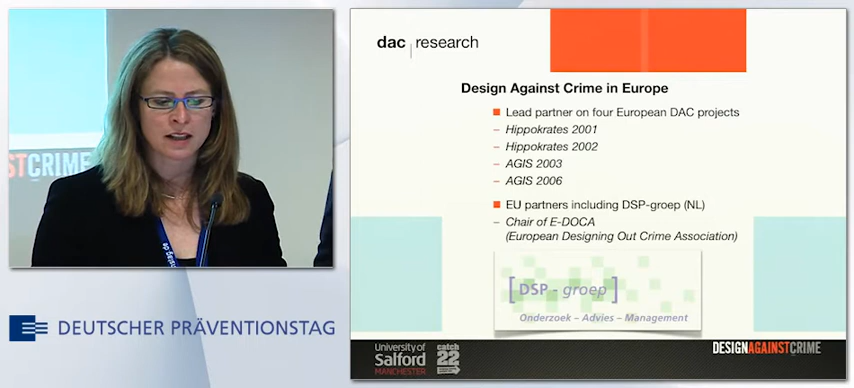 STCRIME
DEUTSCHER PRÄVENTIONSTAG
dac research
Design Against Crime in Europe
Lead partner on four European DAC projects
– Hippokrates 2001
– Hippokrates 2002
– AGIS 2003
– AGIS 2006
EU partners including DSP-groep (NL)
– Chair of E-DOCA
(European Designing Out Crime Association)
[DSP - groep]
Onderzoek – Advies – Management
University of
Salford
MANCHESTER
catch
22
DESIGNAGAINSTCRIME